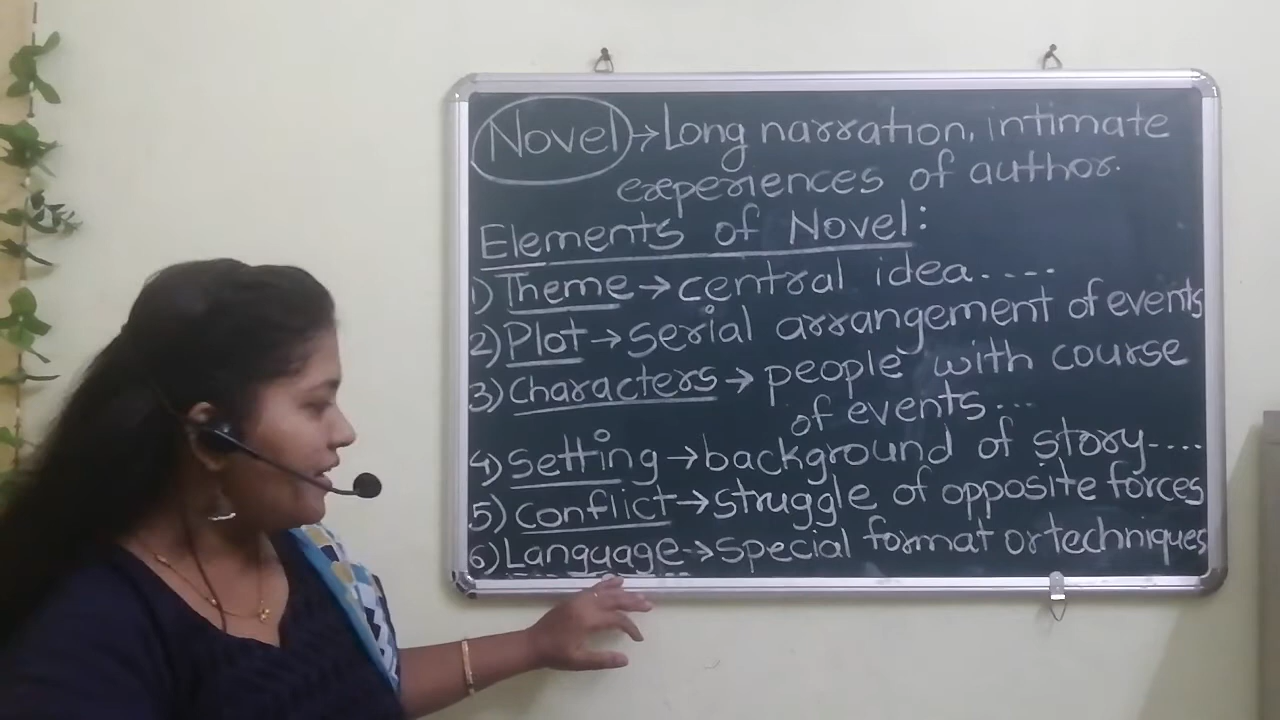 Novel → Long narration, intimate
experiences of author.
Elements of Novel:
1) Theme → central idea.....
2) Plot → serial arrangement of events
3) Characters → people with course
of events...
4) Setting → background of story....
5) Conflict → struggle of opposite forces
6) Language → special format or techniques